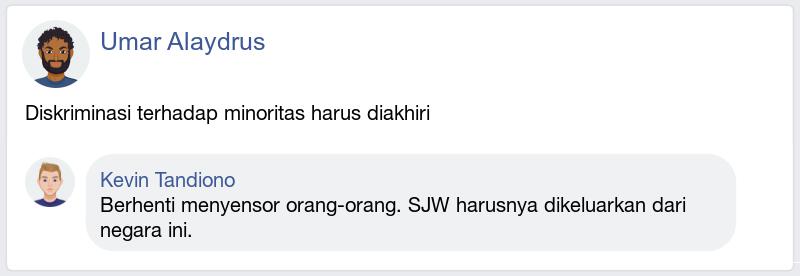 Umar Alaydrus
Diskriminasi terhadap minoritas harus diakhiri
Kevin Tandiono
Berhenti menyensor orang-orang. SJW harusnya dikeluarkan dari
negara ini.